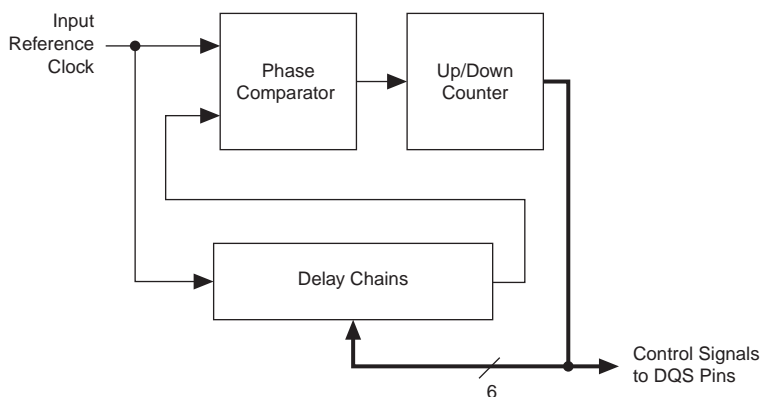 Input
Reference
Clock
Phase
Comparator
Up/Down
Counter
Delay Chains
6
Control Signals
to DQS Pins